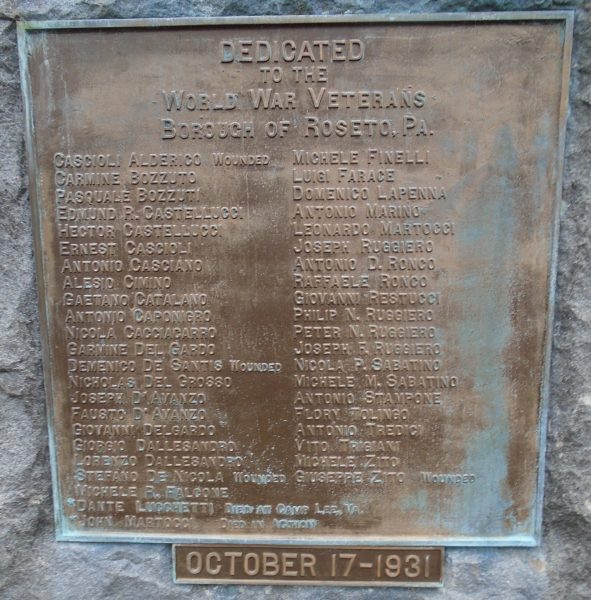 DEDICATED
TO THE
WORLD WAR VETERANS
BOROUGH OF ROSETO, PA.
CASCIOLI ALDERICO WOUNDED
CARMINE BOZZUTO
PASQUALE BOZZUTI
EDMUND R. CASTELLUCCI
HECTOR CASTELLUCCI
ERNEST CASCIOLI
ANTONIO CASCIANO
ALESIO CIMINO
GAETANO CATALANO
ANTONIO CAPONIGRO
NICOLA CACCIACARRO
GARMINE DEL GARDO
DEMENICO DE SANTIS WOUNDED
NICHOLAS DEL GROSSO
JOSEPH D'AVANZO
FAUSTO D'AVANZO
GIOVANNI DELGARDO
GIORGIO DALLESANDRO
LORENZO DALLESANDRO
STEFANO DE NICOLA WOUNDED
MICHELE R. FALCONE
*DANTE LUCCHETTI DIED AT CAMP LEE, VA.
*JOHN MARTOCCI DIED IN ACTION
MICHELE FINELLI
LUIGI FARACE
DOMENICO LAPENNA
ANTONIO MARINO
LEONARDO MARTOCCI
JOSEPH RUGGIERO
ANTONIO D. RONCO
RAFFAELE RONCO
GIOVANNI RESTUCCI
PHILIP N. RUGGIERO
PETER N. RUGGIERO
JOSEPH F. RUGGIERO
NICOLA P. SABATINO
MICHELE M. SABATINO
ANTONIO STAMPONE
FLORY TOLINGO
ANTONIO TREDICI
VITO TRIGIANI
MICHELE ZITO
GIUSEPPE ZITO WOUNDED
OCTOBER 17-1931